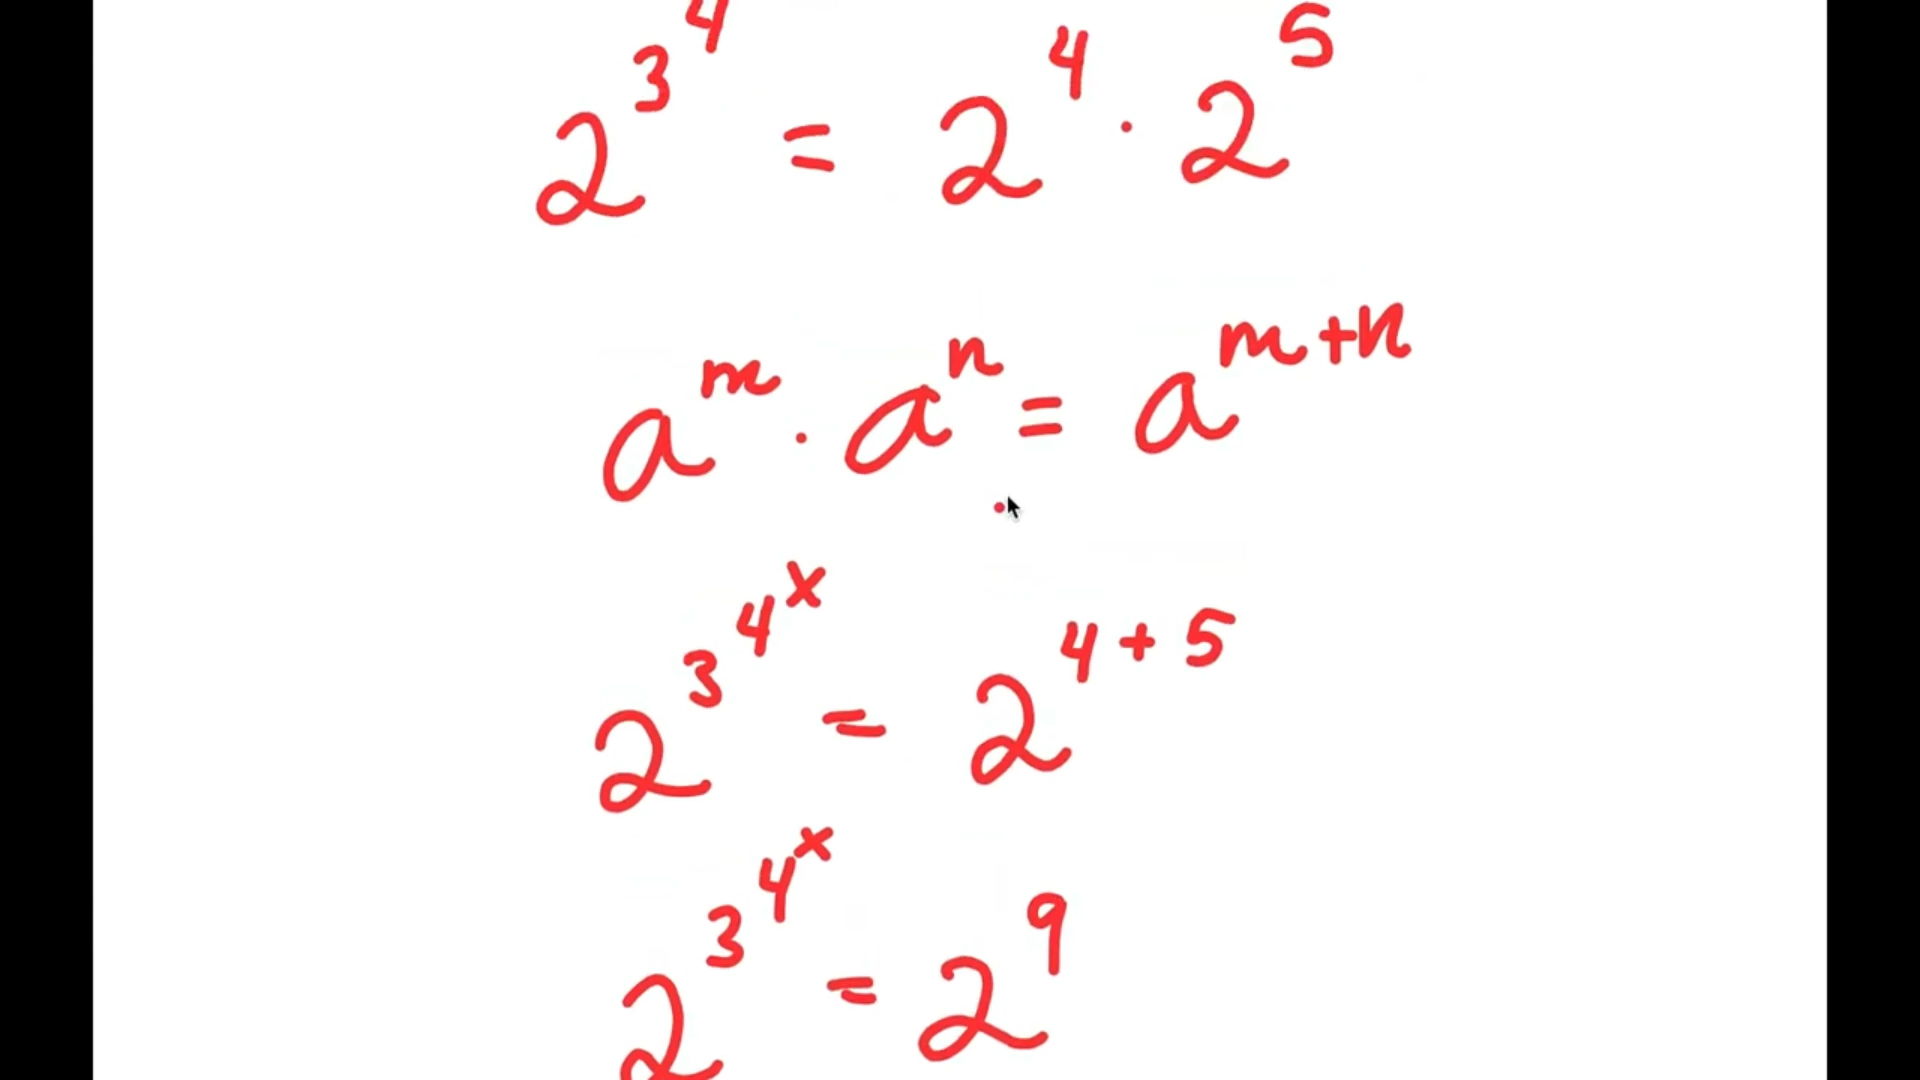 2^3^4 = 2^4 · 2^5
a^m · a^n = a^m+n
2^3^4^x = 2^4+5
2^3^4^x = 2^9